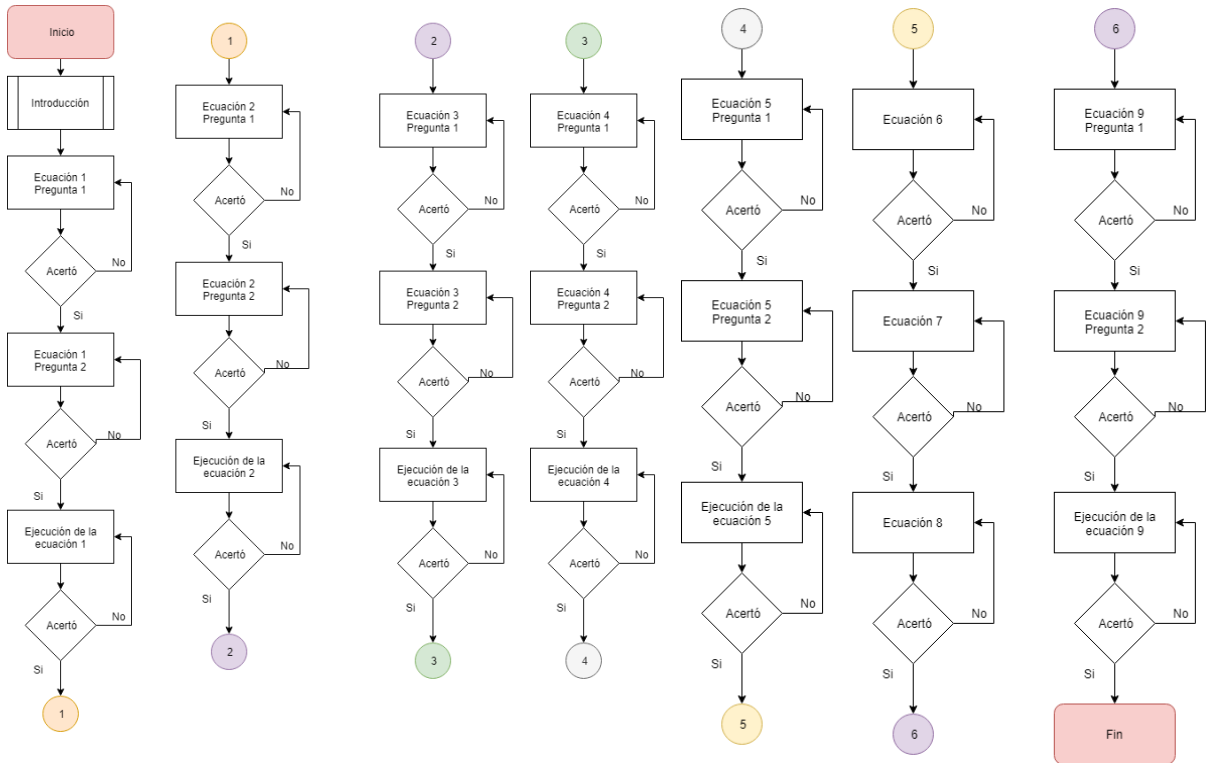 Inicio
Introducción
Ecuación 1
Pregunta 1
Acertó
No
Si
Ecuación 1
Pregunta 2
Acertó
No
Si
Ejecución de la
ecuación 1
Acertó
No
Si
1
1
Ecuación 2
Pregunta 1
Acertó
No
Si
Ecuación 2
Pregunta 2
Acertó
No
Si
Ejecución de la
ecuación 2
Acertó
No
Si
2
2
Ecuación 3
Pregunta 1
Acertó
No
Si
Ecuación 3
Pregunta 2
Acertó
No
Si
Ejecución de la
ecuación 3
Acertó
No
Si
3
3
Ecuación 4
Pregunta 1
Acertó
No
Si
Ecuación 4
Pregunta 2
Acertó
No
Si
Ejecución de la
ecuación 4
Acertó
No
Si
4
4
Ecuación 5
Pregunta 1
Acertó
No
Si
Ecuación 5
Pregunta 2
Acertó
No
Si
Ejecución de la
ecuación 5
Acertó
No
Si
5
5
Ecuación 6
Acertó
No
Si
Ecuación 7
Acertó
No
Si
Ecuación 8
Acertó
No
Si
6
6
Ecuación 9
Pregunta 1
Acertó
No
Si
Ecuación 9
Pregunta 2
Acertó
No
Si
Ejecución de la
ecuación 9
Acertó
No
Si
Fin